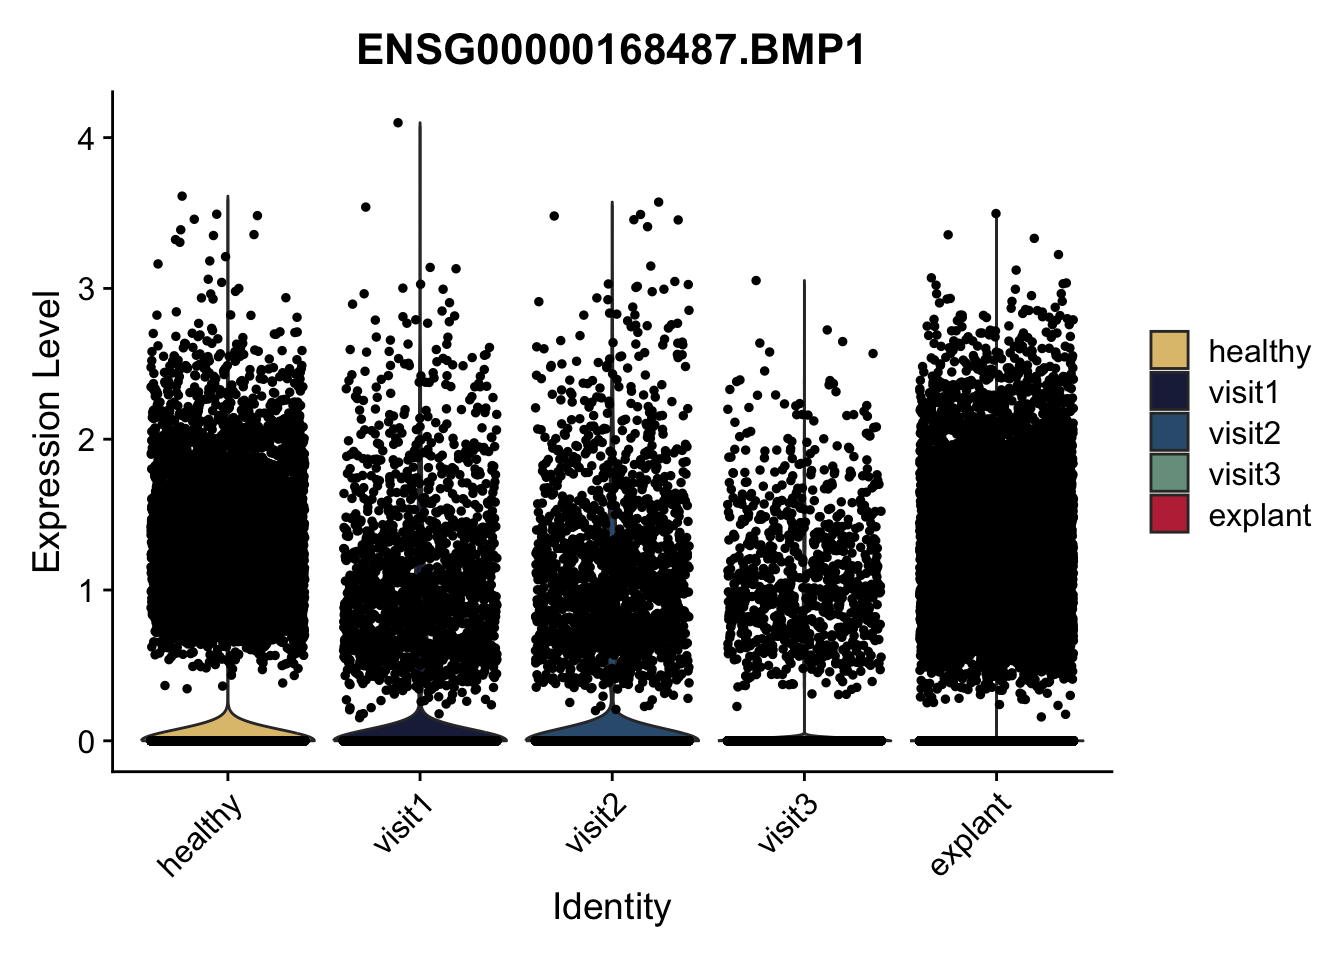 ENSG00000168487.BMP1
Expression Level
4
3
2
1
0
healthy
visit1
visit2
visit3
explant
Identity
healthy
visit1
visit2
visit3
explant